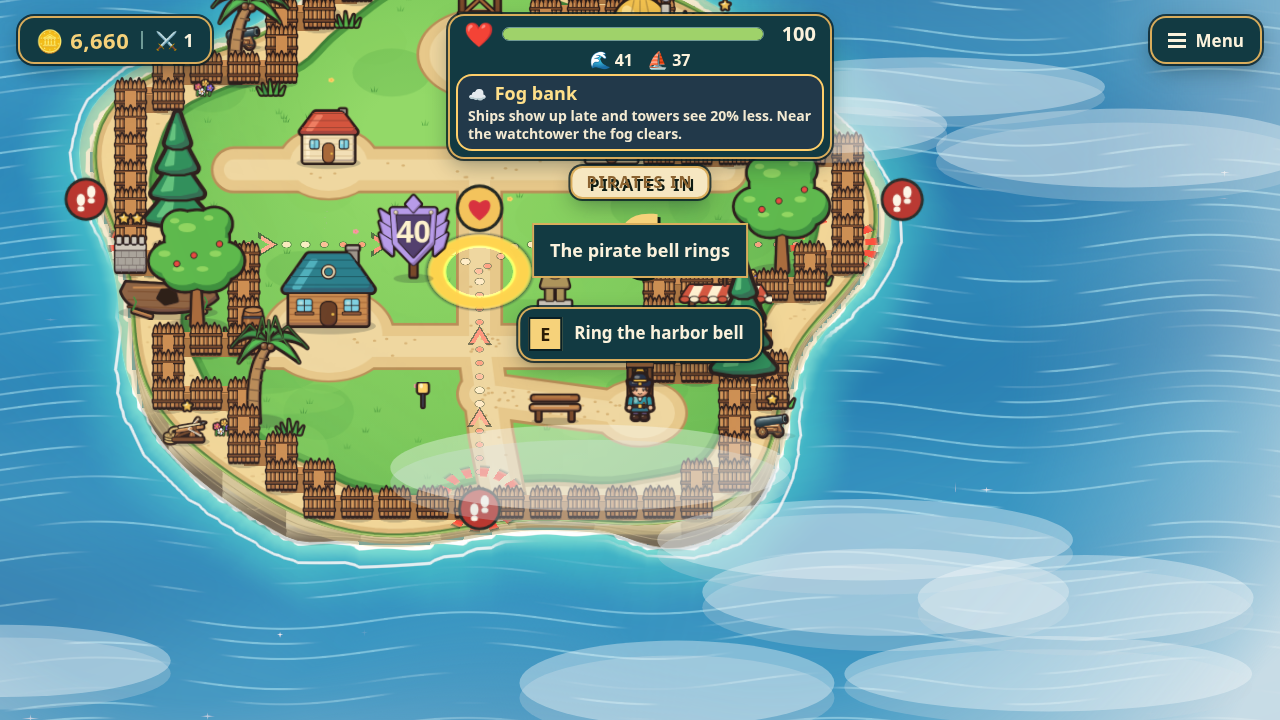 6,660 | 1
100
41 37
Fog bank
Ships show up late and towers see 20% less. Near
the watchtower the fog clears.
Menu
PIRATES IN
40
The pirate bell rings
E Ring the harbor bell